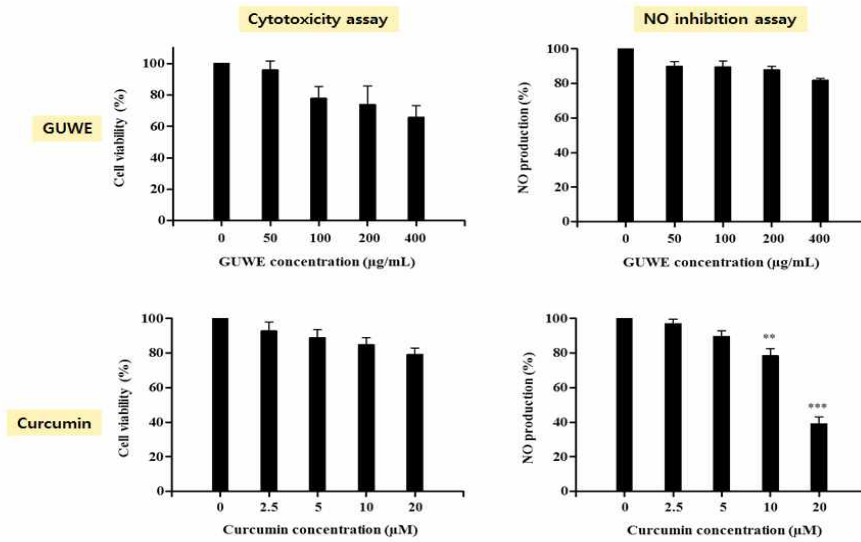 Cytotoxicity assay
NO inhibition assay
GUWE
Cell viability (%)
100
80
60
40
20
0
0 50 100 200 400
GUWE concentration (µg/mL)
NO production (%)
100
80
60
40
20
0
0 50 100 200 400
GUWE concentration (µg/mL)
Curcumin
Cell viability (%)
100
80
60
40
20
0
0 2.5 5 10 20
Curcumin concentration (µM)
NO production (%)
100
80
60
40
20
0
**
***
0 2.5 5 10 20
Curcumin concentration (µM)